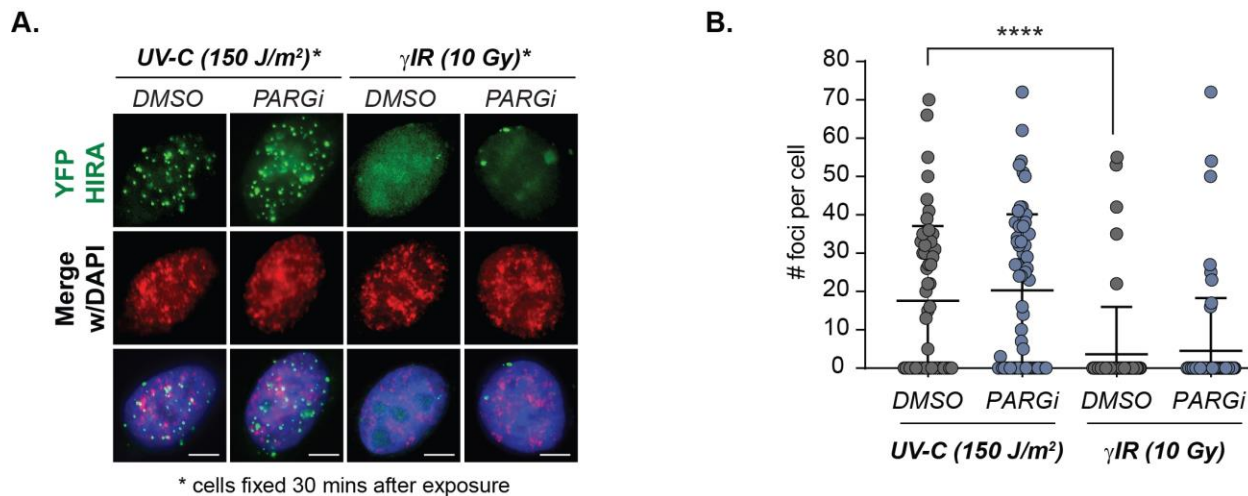 A.
UV-C (150 J/m²)* γIR (10 Gy)*
DMSO PARGi DMSO PARGi
YFP
HIRA
Merge
w/DAPI
* cells fixed 30 mins after exposure
B.
****
# foci per cell
80
70
60
50
40
30
20
10
0
DMSO PARGi DMSO PARGi
UV-C (150 J/m²) γIR (10 Gy)